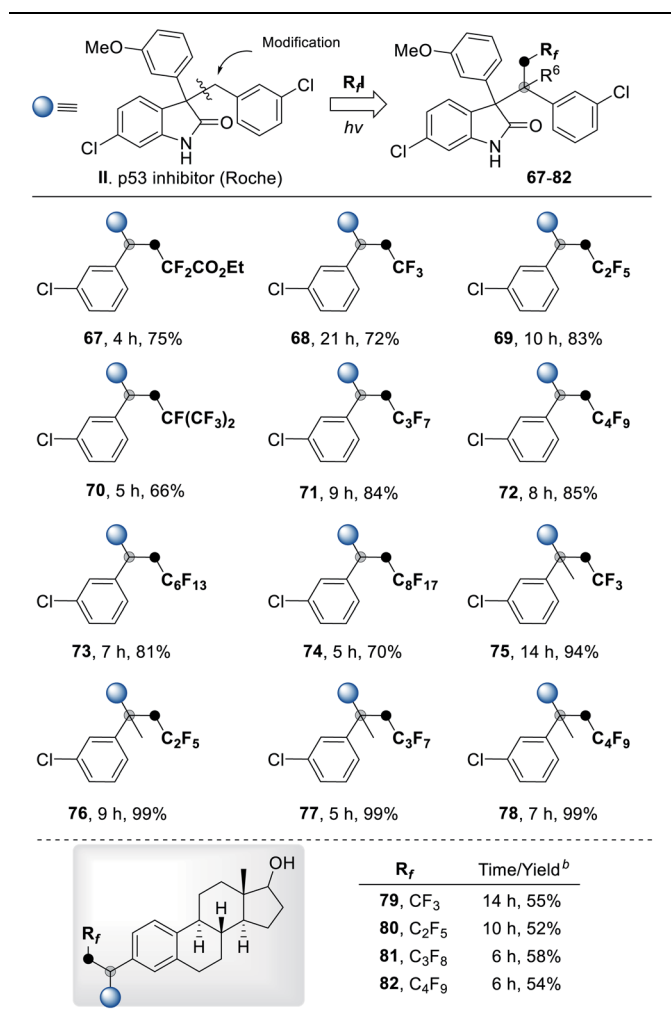 MeO
Modification
Cl
O
Cl
N
H
II. p53 inhibitor (Roche)
RfI
hv
MeO
Rf
R6
Cl
O
Cl
N
H
67-82
Cl
CF2CO2Et
67, 4 h, 75%
Cl
CF3
68, 21 h, 72%
Cl
C2F5
69, 10 h, 83%
Cl
CF(CF3)2
70, 5 h, 66%
Cl
C3F7
71, 9 h, 84%
Cl
C4F9
72, 8 h, 85%
Cl
C6F13
73, 7 h, 81%
Cl
C8F17
74, 5 h, 70%
Cl
CF3
75, 14 h, 94%
Cl
C2F5
76, 9 h, 99%
Cl
C3F7
77, 5 h, 99%
Cl
C4F9
78, 7 h, 99%
OH
H
H
H
Rf
Rf Time/Yield b
79, CF3 14 h, 55%
80, C2F5 10 h, 52%
81, C3F8 6 h, 58%
82, C4F9 6 h, 54%